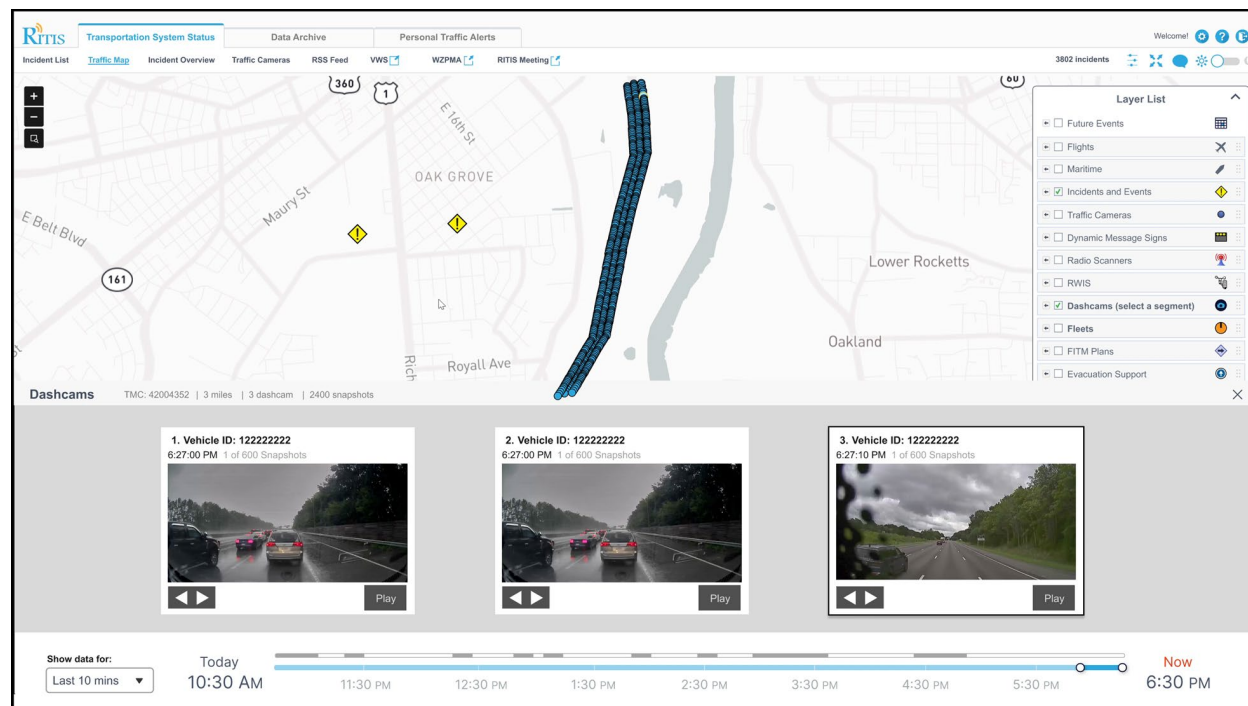 RITIS
Transportation System Status
Data Archive
Personal Traffic Alerts
Welcome!
Incident List
Traffic Map
Incident Overview
Traffic Cameras
RSS Feed
VWS
WZPMA
RITIS Meeting
3802 incidents
360
1
60
E 16th St
OAK GROVE
Maury St
E Belt Blvd
161
St
Royall Ave
Rich
Lower Rocketts
Oakland
Layer List
Future Events
Flights
Maritime
Incidents and Events
Traffic Cameras
Dynamic Message Signs
Radio Scanners
RWIS
Dashcams (select a segment)
Fleets
FITM Plans
Evacuation Support
Dashcams TMC: 42004352 | 3 miles | 3 dashcam | 2400 snapshots
1. Vehicle ID: 122222222
6:27:00 PM 1 of 600 Snapshots
Play
2. Vehicle ID: 122222222
6:27:00 PM 1 of 600 Snapshots
Play
3. Vehicle ID: 122222222
6:27:10 PM 1 of 600 Snapshots
Play
Show data for:
Last 10 mins
Today
10:30 AM
11:30 PM
12:30 PM
1:30 PM
2:30 PM
3:30 PM
4:30 PM
5:30 PM
Now
6:30 PM